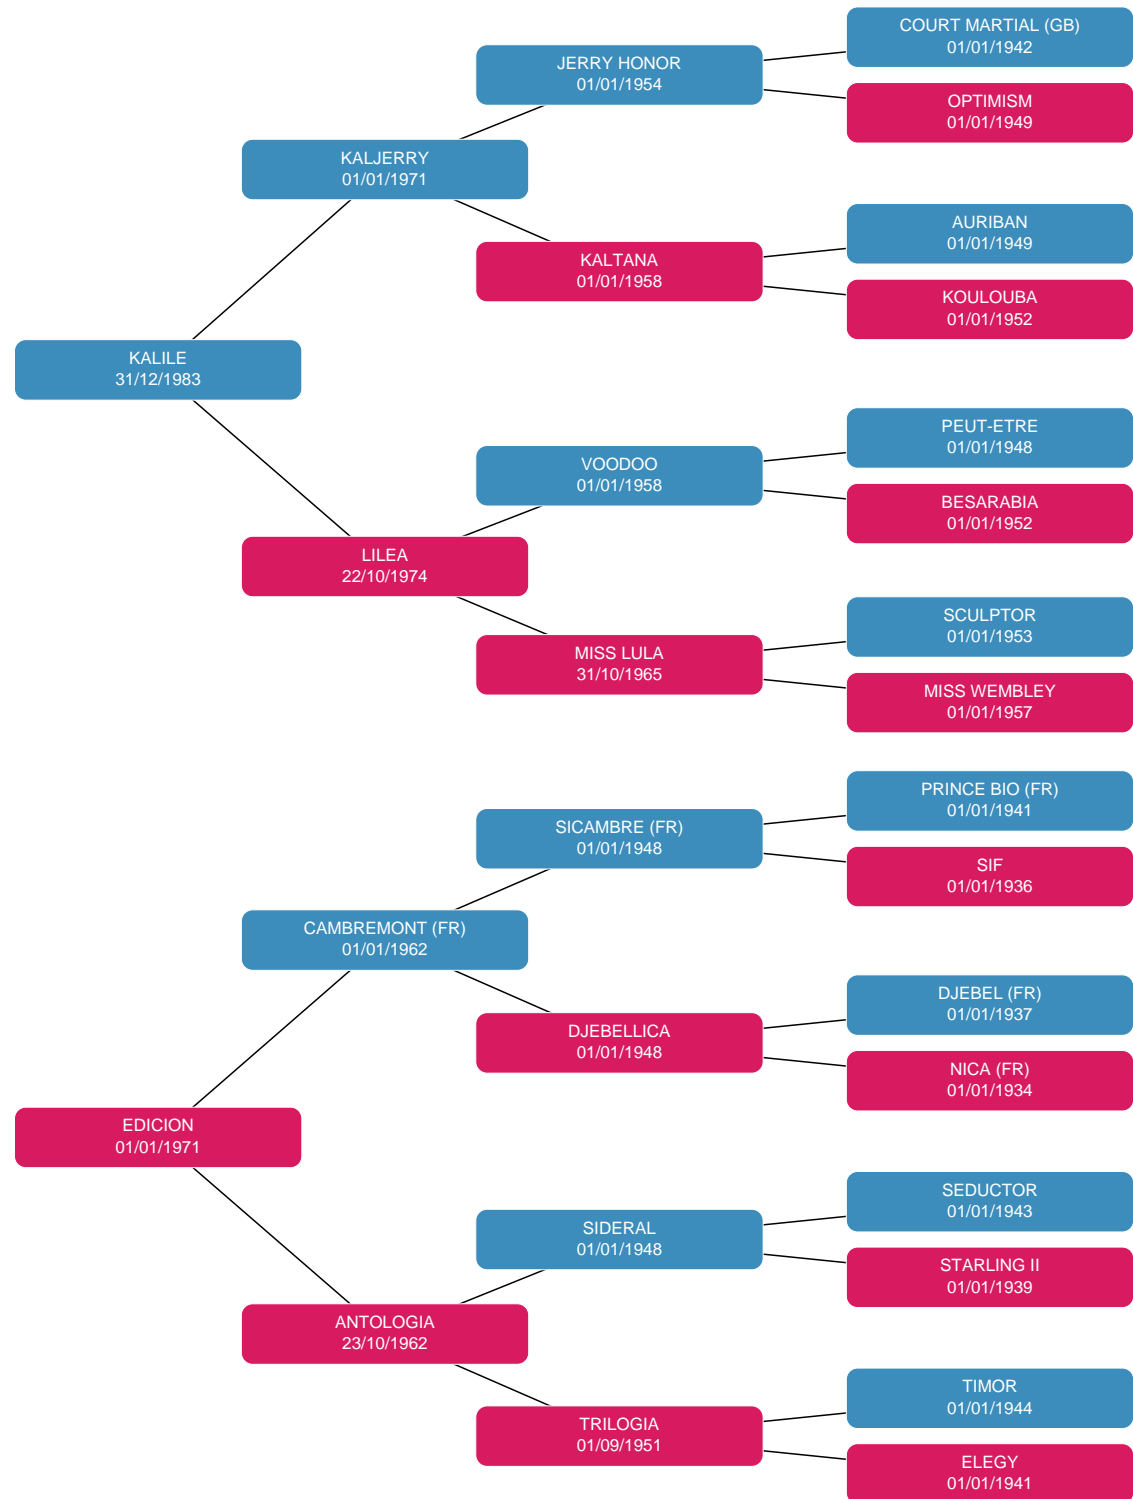 COURT MARTIAL (GB)
01/01/1942
JERRY HONOR
01/01/1954
OPTIMISM
01/01/1949
KALJERRY
01/01/1971
AURIBAN
01/01/1949
KALTANA
01/01/1958
KOULOUBA
01/01/1952
KALILE
31/12/1983
PEUT-ETRE
01/01/1948
VOODOO
01/01/1958
BESARABIA
01/01/1952
LILEA
22/10/1974
SCULPTOR
01/01/1953
MISS LULA
31/10/1965
MISS WEMBLEY
01/01/1957
PRINCE BIO (FR)
01/01/1941
SICAMBRE (FR)
01/01/1948
SIF
01/01/1936
CAMBREMONT (FR)
01/01/1962
DJEBEL (FR)
01/01/1937
DJEBELLICA
01/01/1948
NICA (FR)
01/01/1934
EDICION
01/01/1971
SEDUCTOR
01/01/1943
SIDERAL
01/01/1948
STARLING II
01/01/1939
ANTOLOGIA
23/10/1962
TIMOR
01/01/1944
TRILOGIA
01/09/1951
ELEGY
01/01/1941